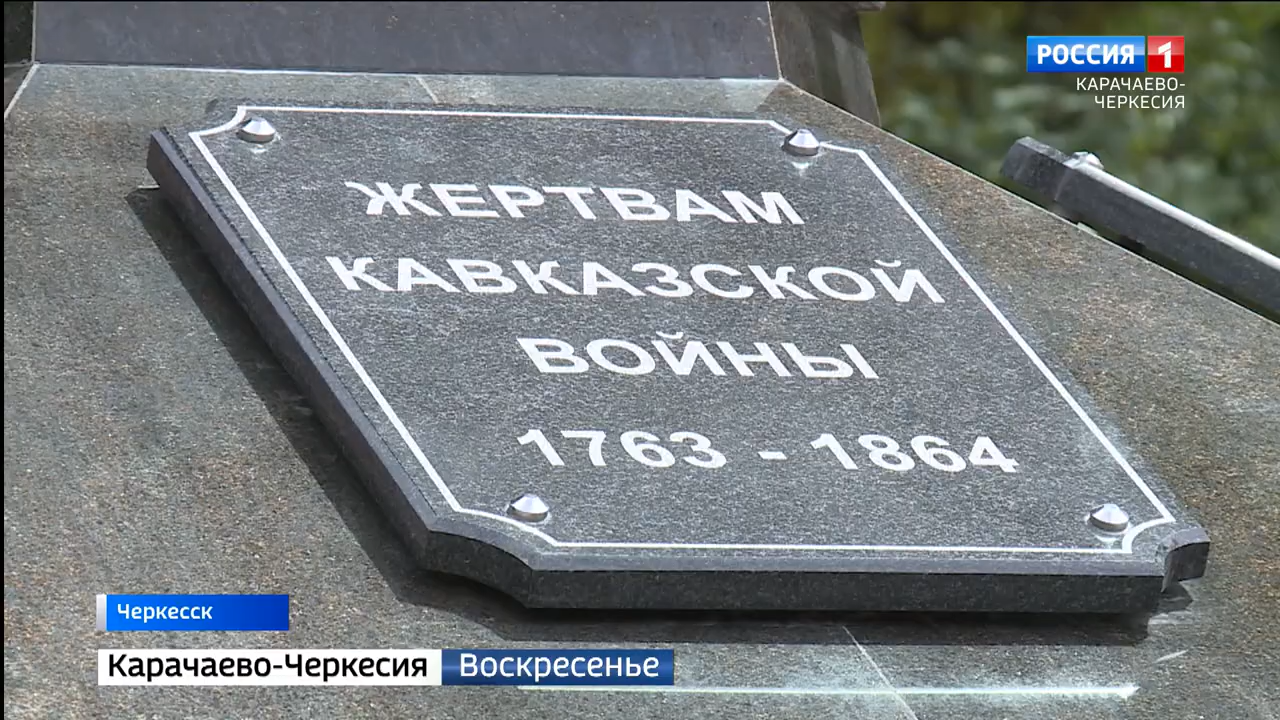 РОССИЯ 1
КАРАЧАЕВО-
ЧЕРКЕСИЯ
ЖЕРТВАМ
КАВКАЗСКОЙ
ВОЙНЫ
1763 - 1864
Черкесск
Карачаево-Черкесия Воскресенье